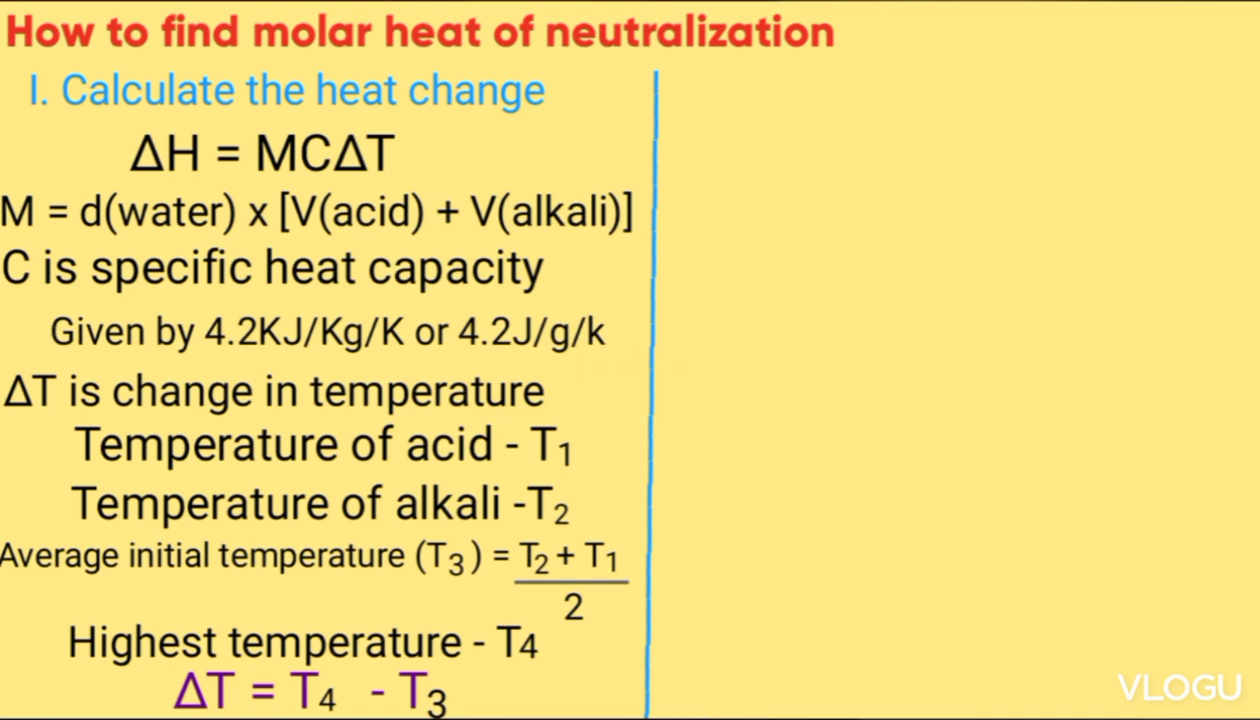 How to find molar heat of neutralization
I. Calculate the heat change
ΔH = MCΔT
M = d(water) x [V(acid) + V(alkali)]
C is specific heat capacity
Given by 4.2KJ/Kg/K or 4.2J/g/k
ΔT is change in temperature
Temperature of acid - T₁
Temperature of alkali -T₂
Average initial temperature (T₃) = T₂ + T₁
2
Highest temperature - T₄
ΔT = T₄ - T₃
VLOGU